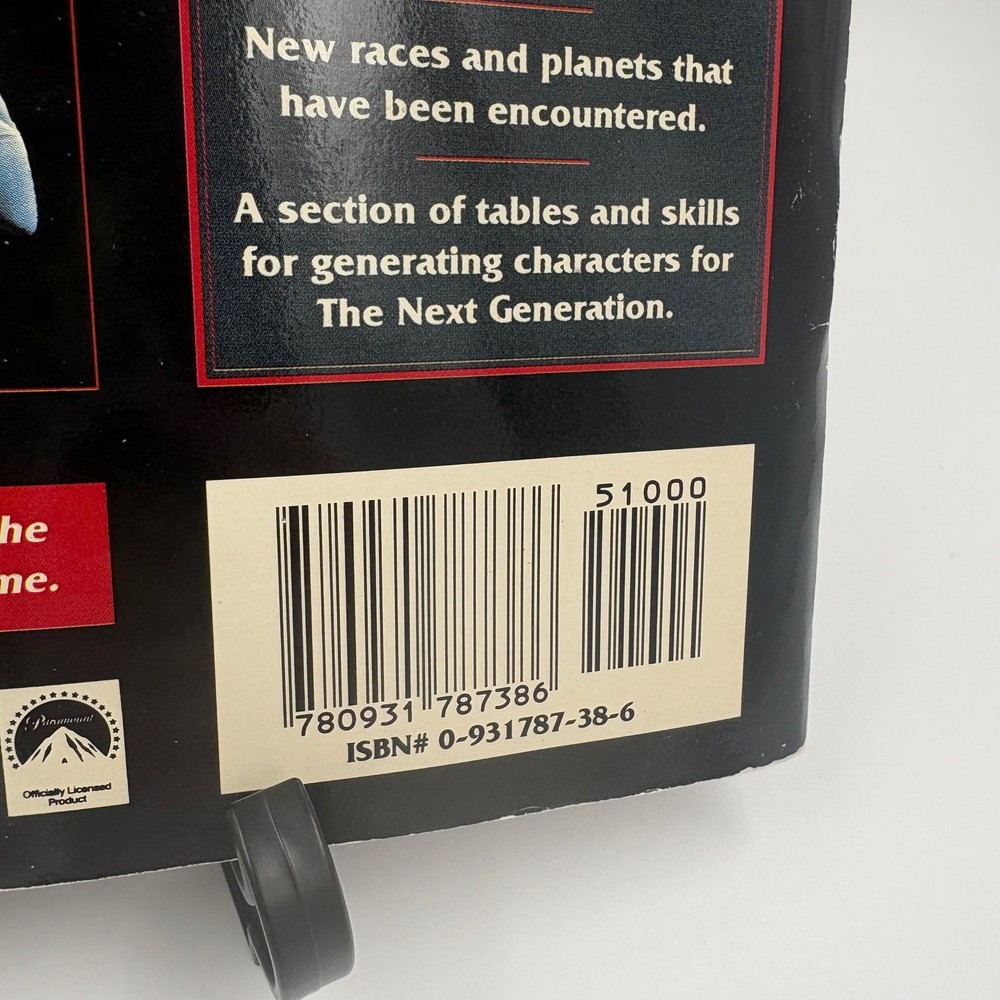 New races and planets that
have been encountered.
A section of tables and skills
for generating characters for
The Next Generation.
he
me.
51000
780931 787386
ISBN# 0-931787-38-6
Paramount
Officially Licensed
Product